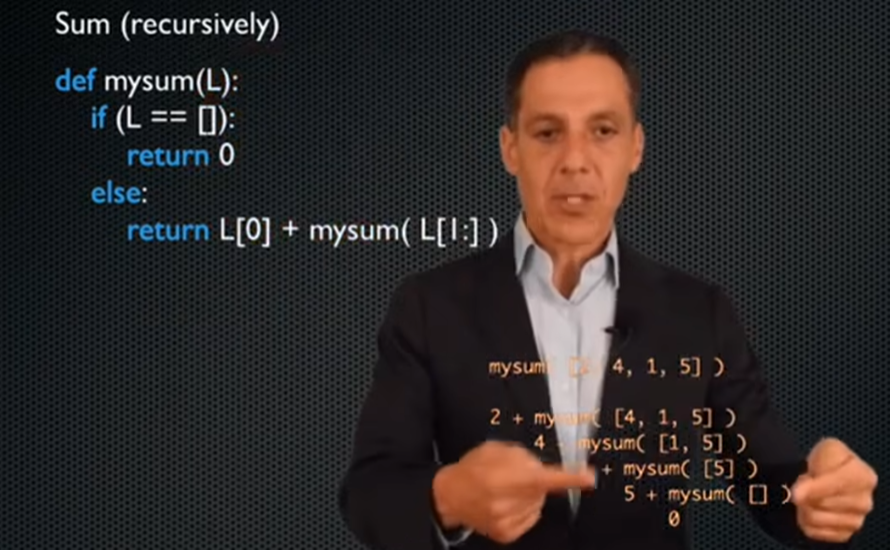 Sum (recursively)
def mysum(L):
if (L == []):
return 0
else:
return L[0] + mysum( L[1:] )
mysum( 4, 1, 5] )
2 + mysum( [4, 1, 5] )
4 + mysum( [1, 5] )
+ mysum( [5] )
5 + mysum( [] )
0